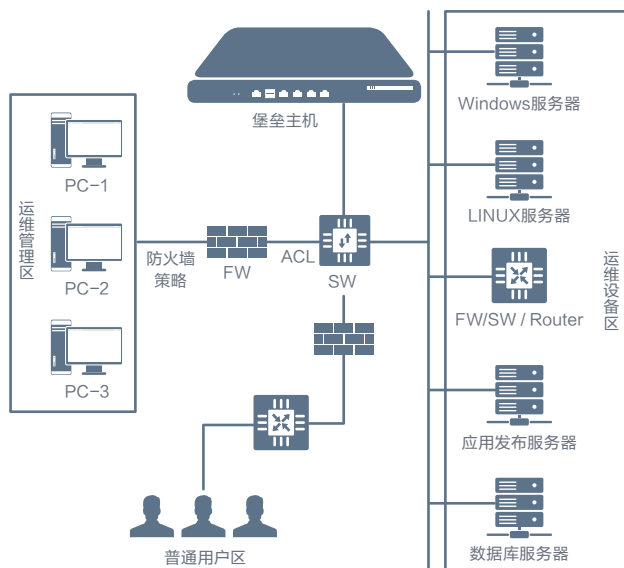 堡垒主机
运维管理区
PC-1
PC-2
PC-3
防火墙
策略
FW
ACL
SW
普通用户区
Windows服务器
LINUX服务器
FW/SW / Router
应用发布服务器
数据库服务器
运维设备区